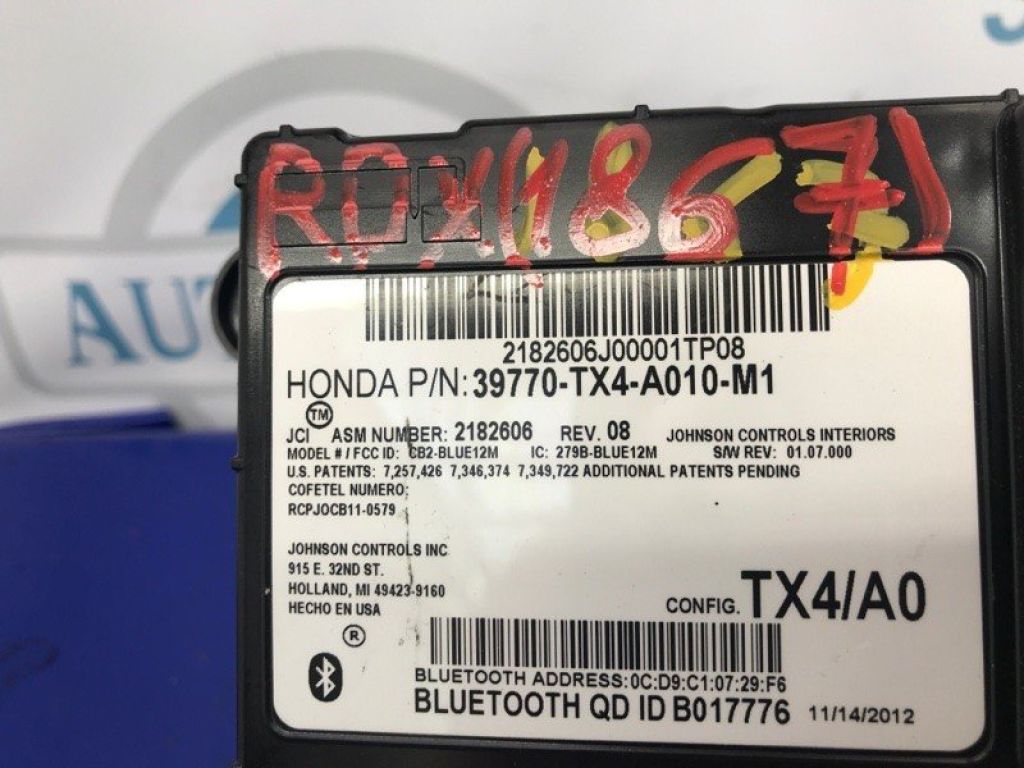 RDX(1867)
AUT
2182606J00001TP08
HONDA P/N: 39770-TX4-A010-M1
TM
JCI ASM NUMBER: 2182606 REV. 08 JOHNSON CONTROLS INTERIORS
MODEL # / FCC ID: CB2-BLUE12M IC: 279B-BLUE12M S/W REV: 01.07.000
U.S. PATENTS: 7,257,426 7,346,374 7,349,722 ADDITIONAL PATENTS PENDING
COFETEL NUMERO:
RCPJOCB11-0579
JOHNSON CONTROLS INC
915 E. 32ND ST.
HOLLAND, MI 49423-9160
HECHO EN USA
CONFIG. TX4/A0
®
BLUETOOTH ADDRESS:0C:D9:C1:07:29:F6
BLUETOOTH QD ID B017776 11/14/2012